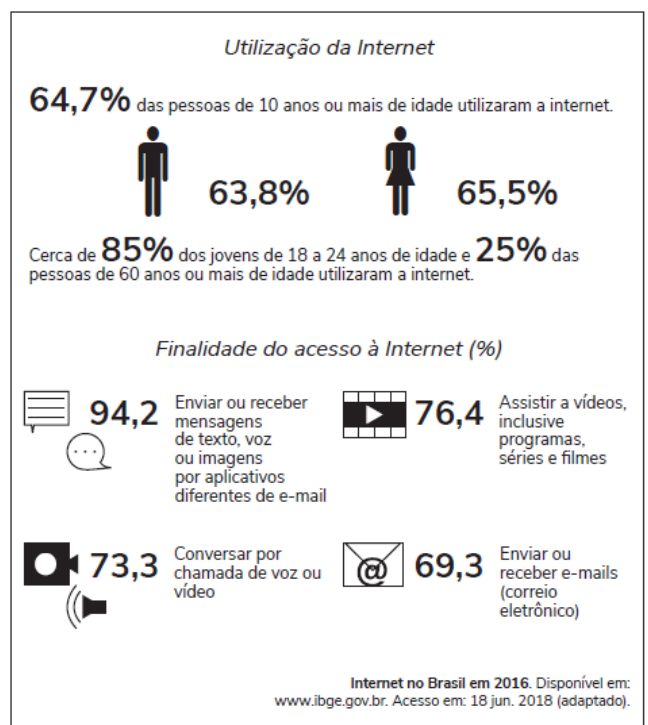 Utilização da Internet
64,7% das pessoas de 10 anos ou mais de idade utilizaram a internet.
63,8%
65,5%
Cerca de 85% dos jovens de 18 a 24 anos de idade e 25% das
pessoas de 60 anos ou mais de idade utilizaram a internet.
Finalidade do acesso à Internet (%)
94,2
Enviar ou receber
mensagens
de texto, voz
ou imagens
por aplicativos
diferentes de e-mail
76,4
Assistir a vídeos,
inclusive
programas,
séries e filmes
73,3
Conversar por
chamada de voz ou
vídeo
@
69,3
Enviar ou
receber e-mails
(correio
eletrônico)
Internet no Brasil em 2016. Disponível em:
www.ibge.gov.br. Acesso em: 18 jun. 2018 (adaptado).